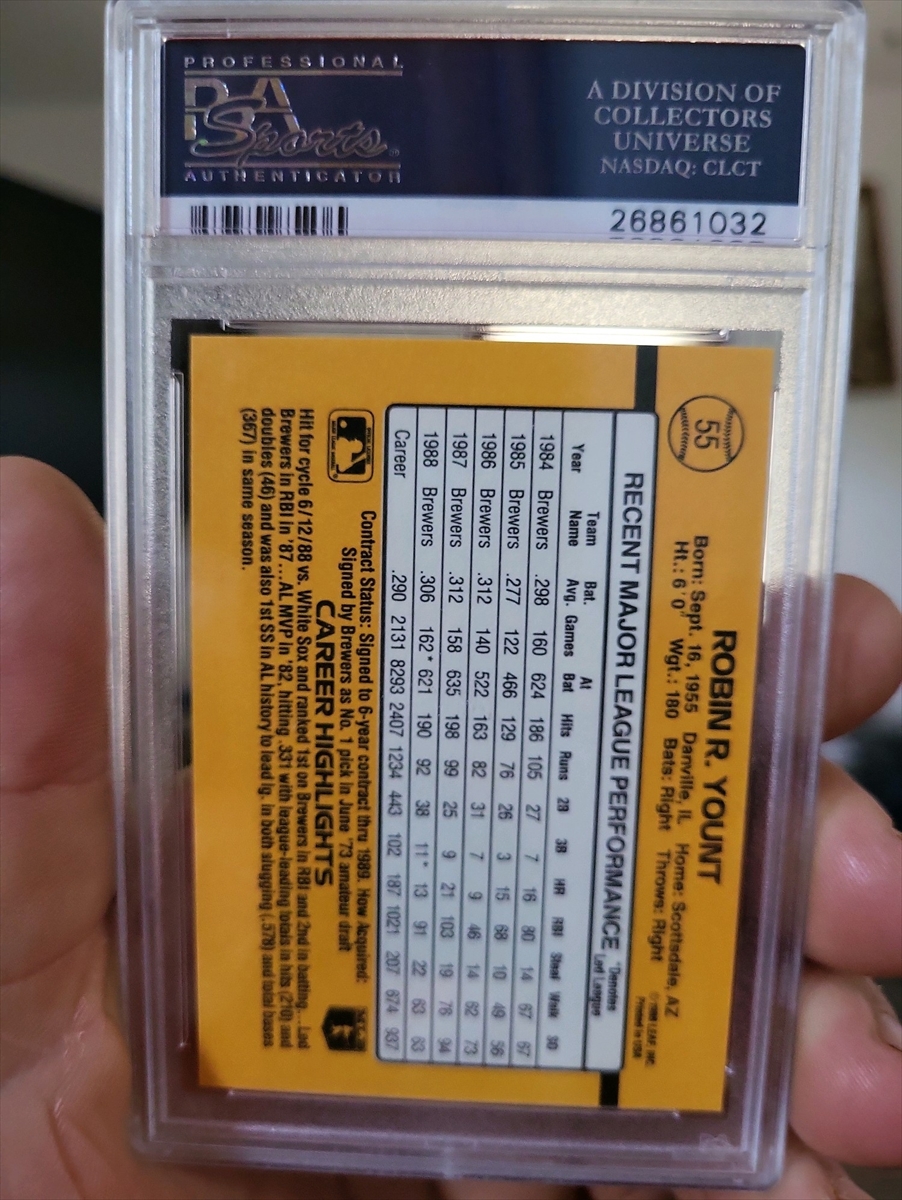 PROFESSIONAL
PSA
Sports
AUTHENTICATOR
A DIVISION OF
COLLECTORS
UNIVERSE
NASDAQ: CLCT
26861032
55
ROBIN R. YOUNT
Born: Sept. 16, 1955 Danville, IL Home: Scottsdale, AZ
Ht.: 6'0" Wgt.: 180 Bats: Right Throws: Right
© 1988 LEAF, INC.
Printed in USA
RECENT MAJOR LEAGUE PERFORMANCE *Denotes
Led League
Year Team Name Bat. Avg. Games At Bat Hits Runs 2B 3B HR RBI Steal Walk SO
1984 Brewers .298 160 624 186 105 27 7 16 80 14 67 67
1985 Brewers .277 122 466 129 76 26 3 15 68 10 49 56
1986 Brewers .312 140 522 163 82 31 7 9 46 14 62 73
1987 Brewers .312 158 635 198 99 25 9 21 103 19 76 94
1988 Brewers .306 162* 621 190 92 38 11* 13 91 22 63 63
Career .290 2131 8293 2407 1234 443 102 187 1021 207 674 937
Contract Status: Signed to 6-year contract thru 1989. How Acquired:
Signed by Brewers as No. 1 pick in June '73 amateur draft
CAREER HIGHLIGHTS
Hit for cycle 6/12/88 vs. White Sox and ranked 1st on Brewers in RBI and 2nd in batting... Led
Brewers in RBI in '87...AL MVP in '82, hitting .331 with league-leading totals in hits (210) and
doubles (46) and was also 1st SS in AL history to lead lg. in both slugging (.578) and total bases
(367) in same season.